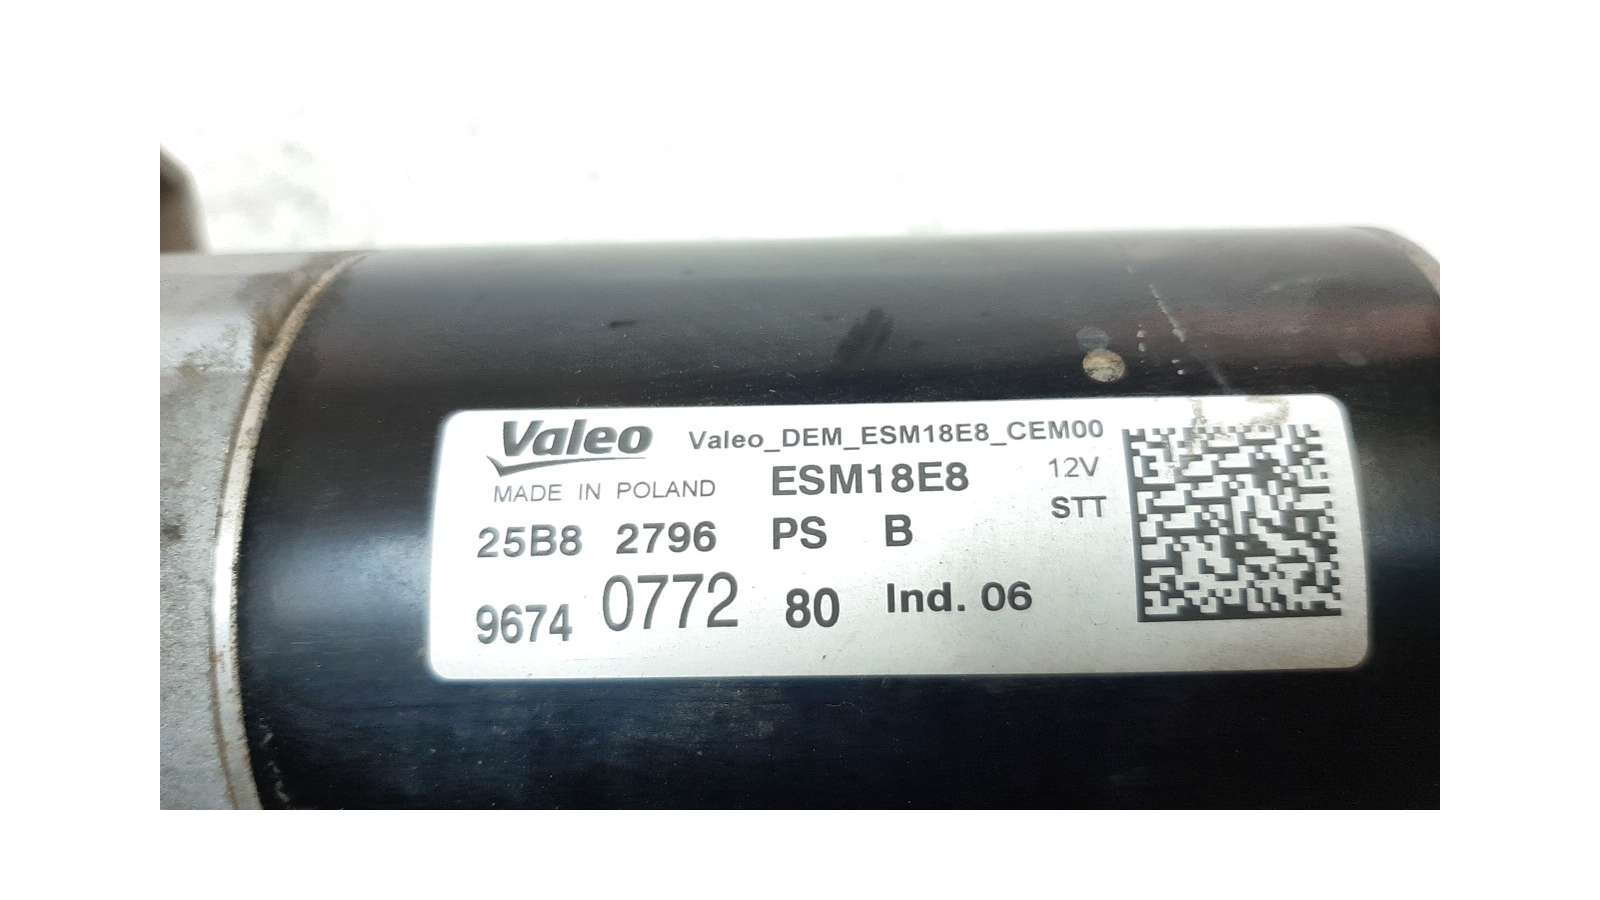 Valeo Valeo_DEM_ESM18E8_CEM00
MADE IN POLAND ESM18E8 12V
STT
25B8 2796 PS B
9674 0772 80 Ind. 06